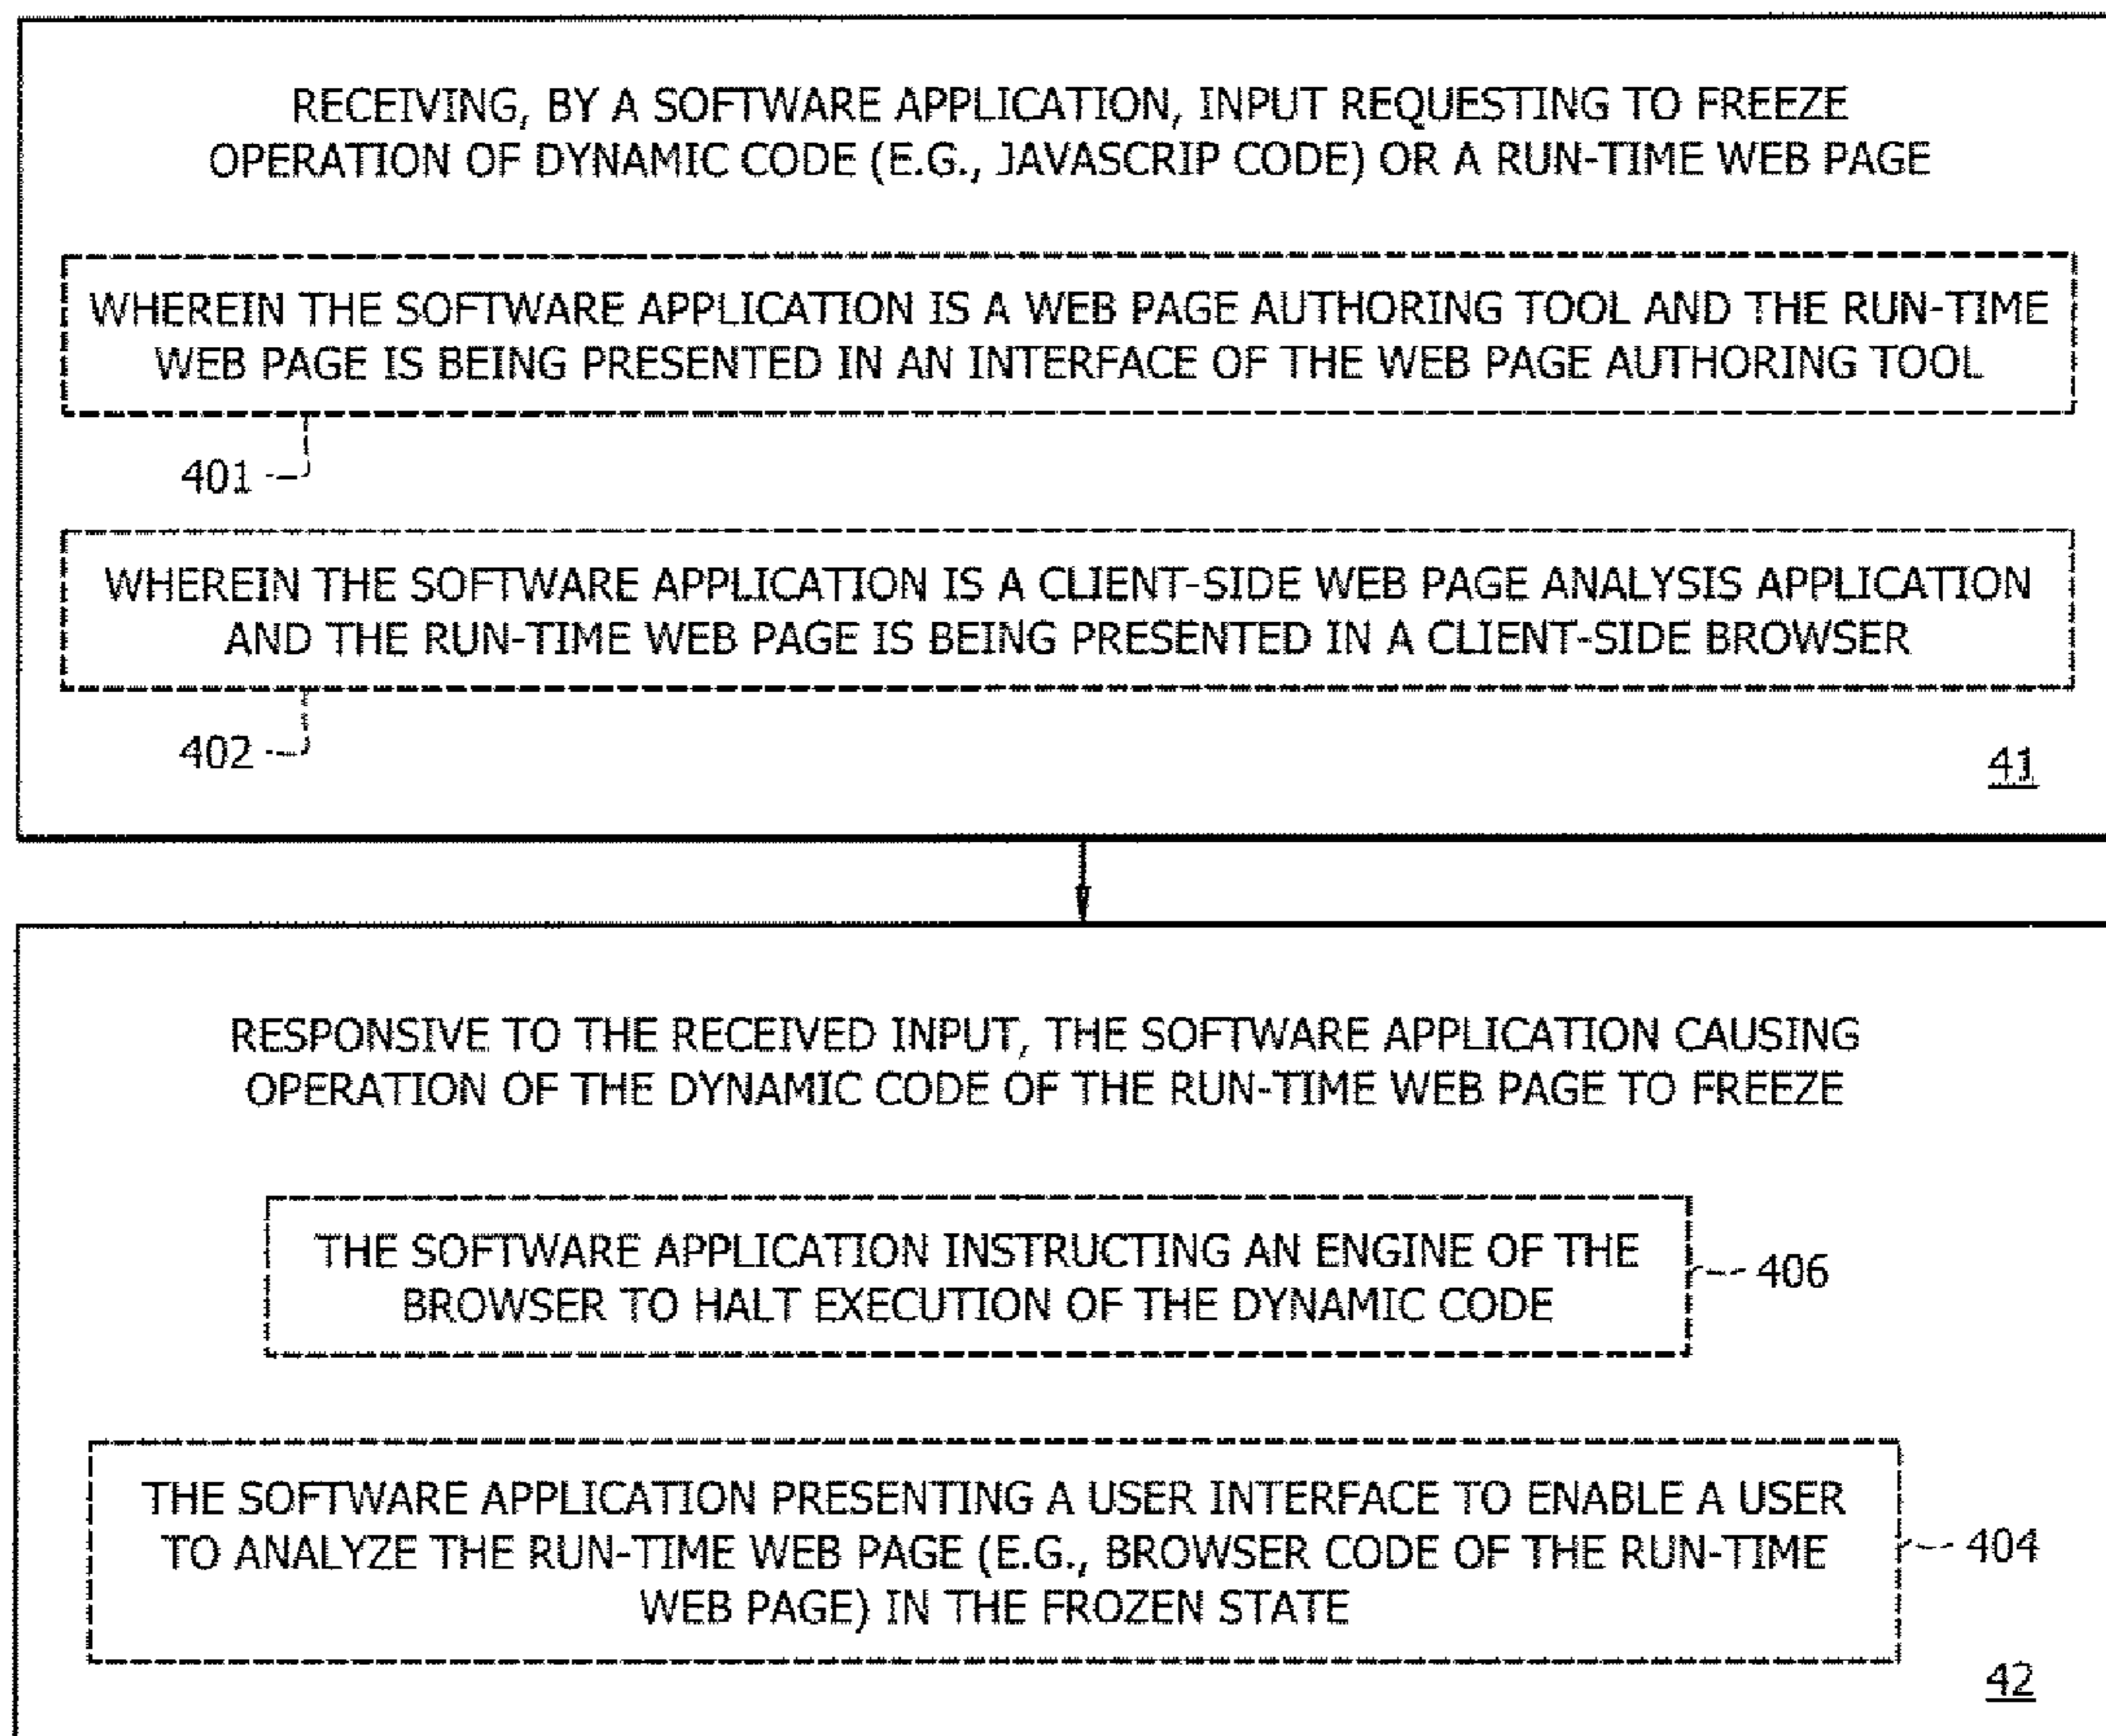 RECEIVING, BY A SOFTWARE APPLICATION, INPUT REQUESTING TO FREEZE
OPERATION OF DYNAMIC CODE (E.G., JAVASCRIP CODE) OR A RUN-TIME WEB PAGE
WHEREIN THE SOFTWARE APPLICATION IS A WEB PAGE AUTHORING TOOL AND THE RUN-TIME
WEB PAGE IS BEING PRESENTED IN AN INTERFACE OF THE WEB PAGE AUTHORING TOOL
401
WHEREIN THE SOFTWARE APPLICATION IS A CLIENT-SIDE WEB PAGE ANALYSIS APPLICATION
AND THE RUN-TIME WEB PAGE IS BEING PRESENTED IN A CLIENT-SIDE BROWSER
402
41
RESPONSIVE TO THE RECEIVED INPUT, THE SOFTWARE APPLICATION CAUSING
OPERATION OF THE DYNAMIC CODE OF THE RUN-TIME WEB PAGE TO FREEZE
THE SOFTWARE APPLICATION INSTRUCTING AN ENGINE OF THE
BROWSER TO HALT EXECUTION OF THE DYNAMIC CODE
406
THE SOFTWARE APPLICATION PRESENTING A USER INTERFACE TO ENABLE A USER
TO ANALYZE THE RUN-TIME WEB PAGE (E.G., BROWSER CODE OF THE RUN-TIME
WEB PAGE) IN THE FROZEN STATE
404
42